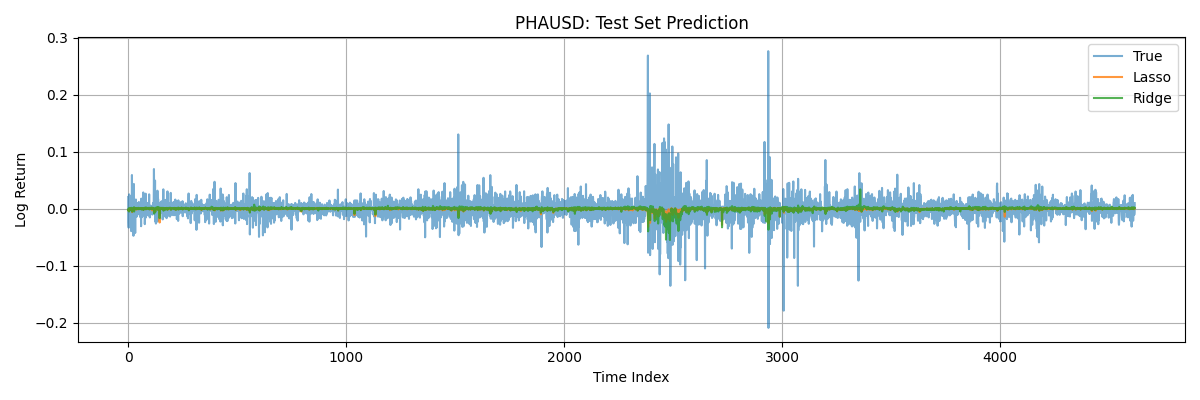 PHAUSD: Test Set Prediction
0.3
0.2
0.1
0.0
−0.1
−0.2
Log Return
0
1000
2000
3000
4000
Time Index
True
Lasso
Ridge